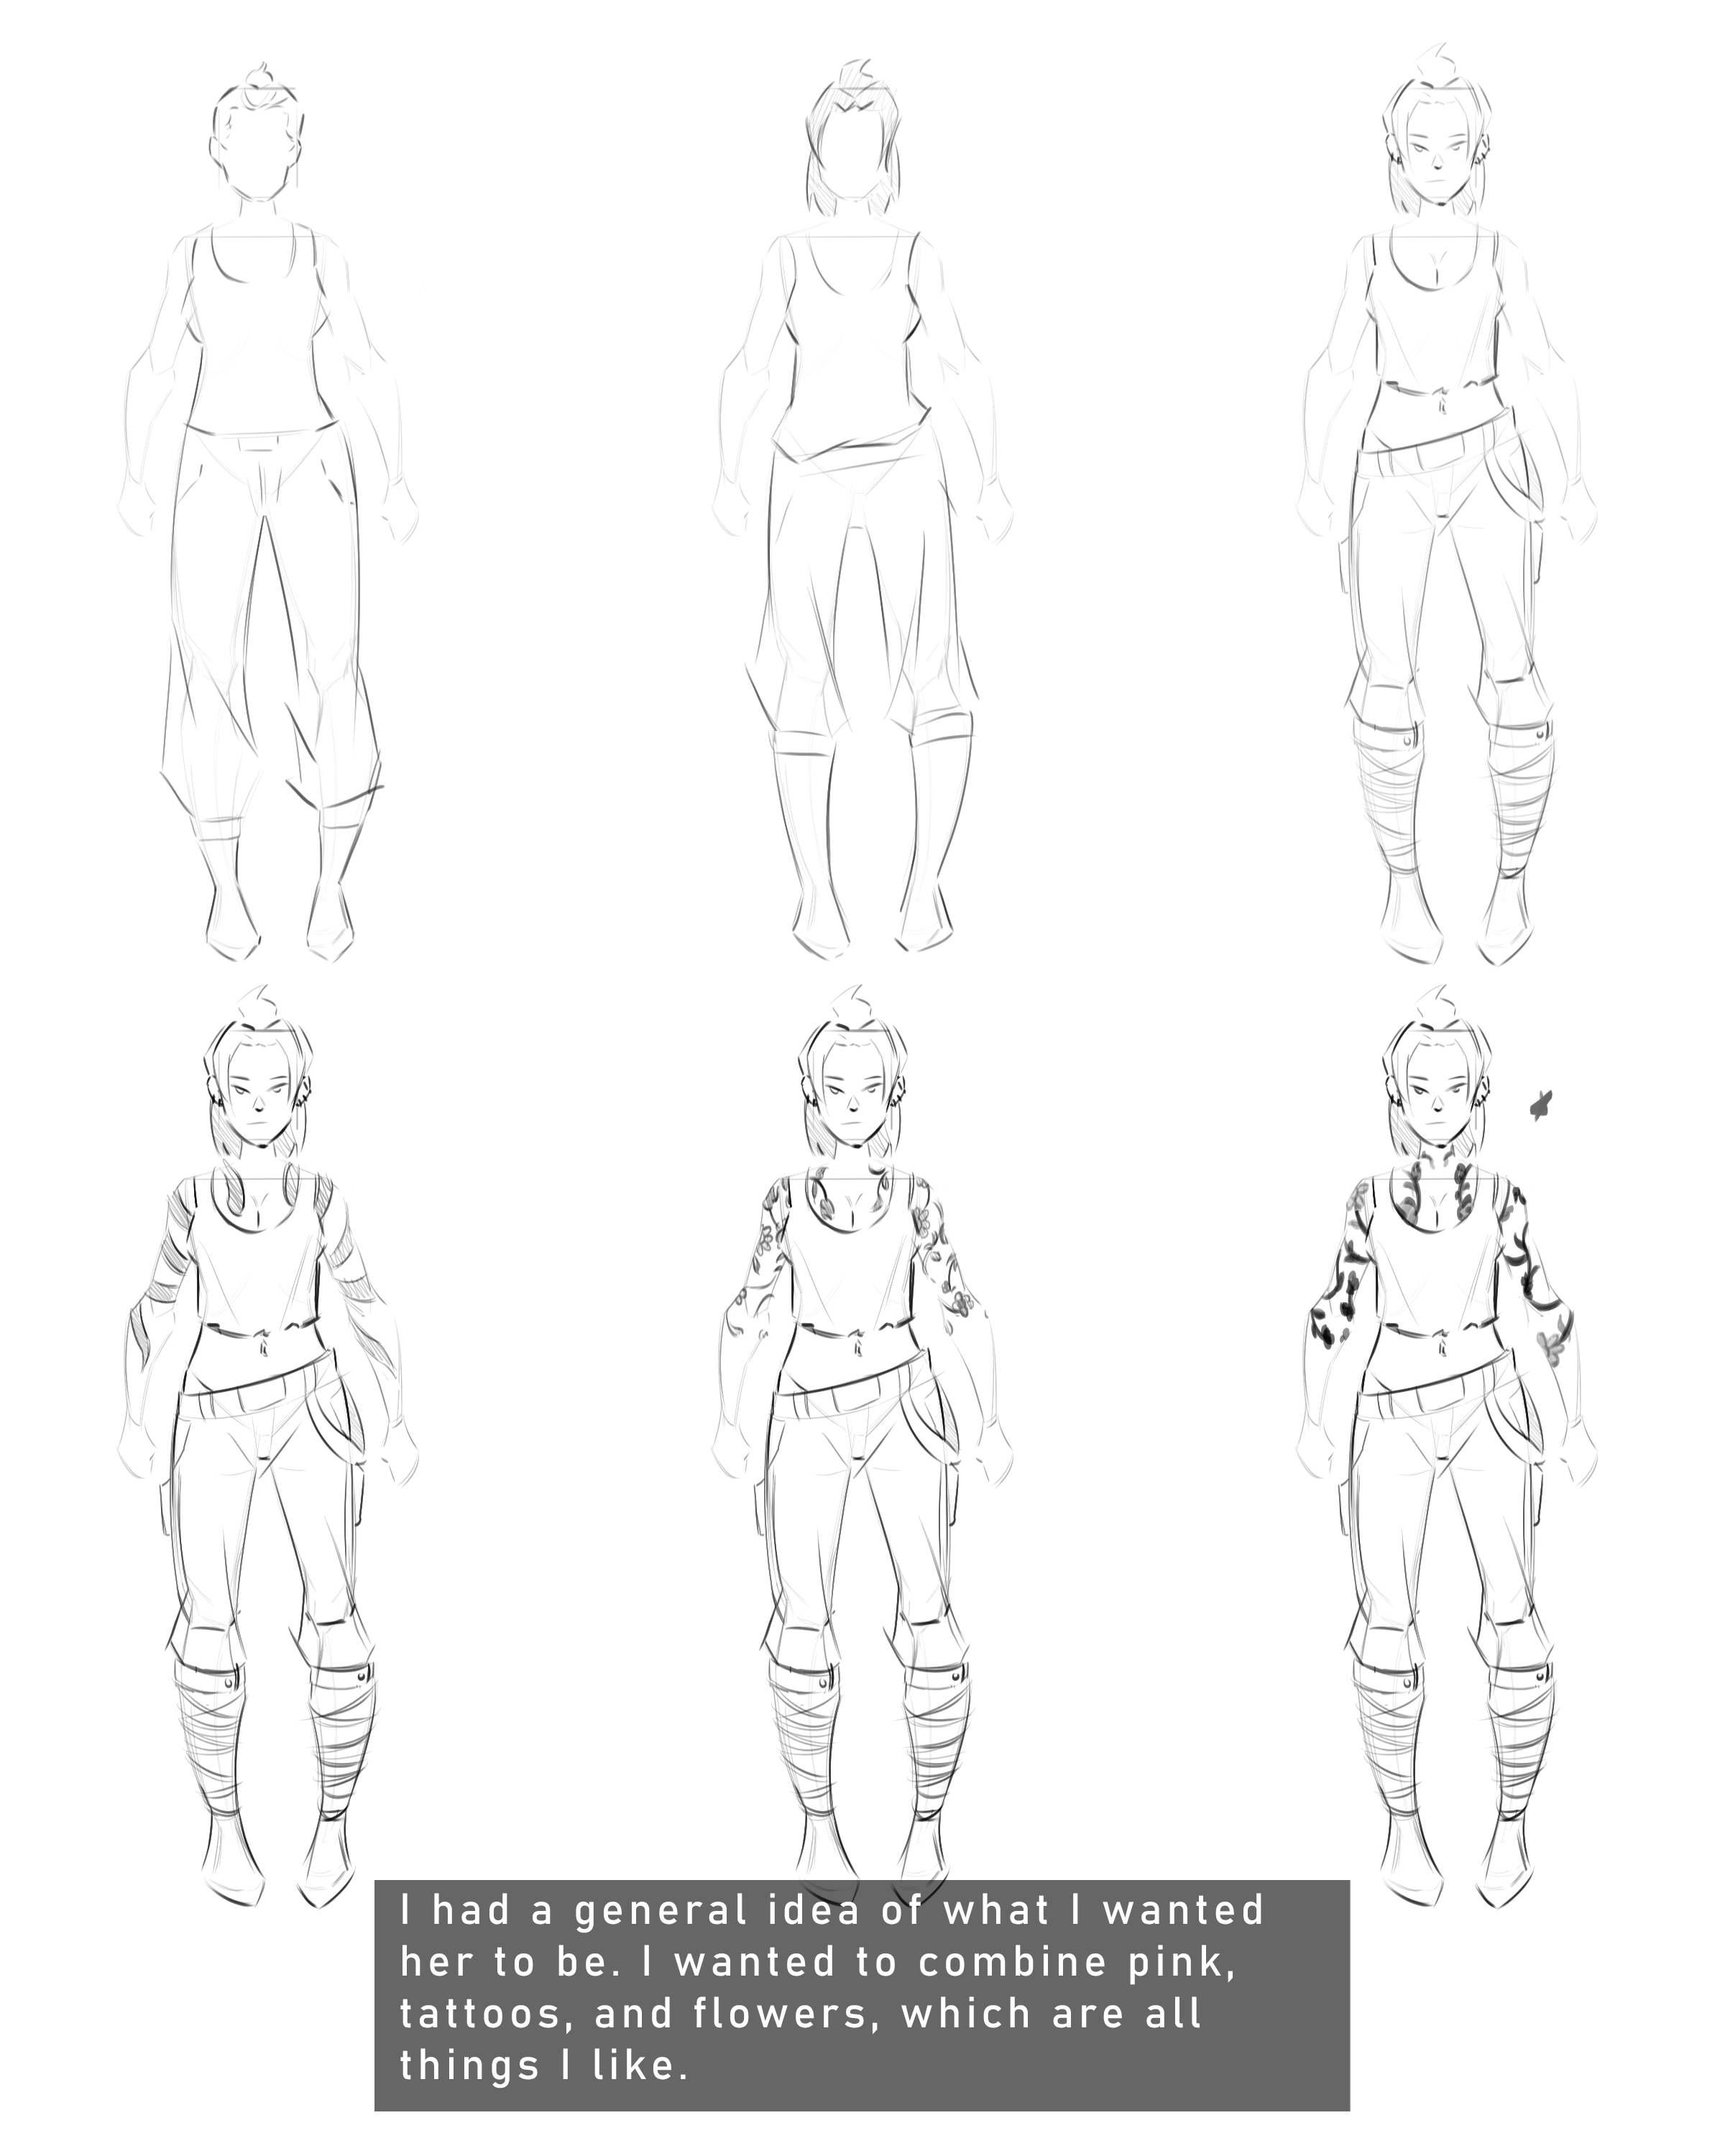 I had a general idea of what I wanted
her to be. I wanted to combine pink,
tattoos, and flowers, which are all
things I like.